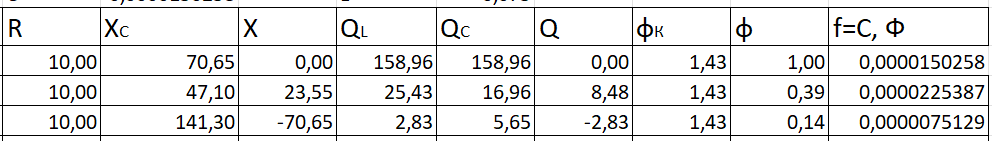 R X_C X Q_L Q_C Q ϕ_К ϕ f=C, Ф
10,00 70,65 0,00 158,96 158,96 0,00 1,43 1,00 0,0000150258
10,00 47,10 23,55 25,43 16,96 8,48 1,43 0,39 0,0000225387
10,00 141,30 -70,65 2,83 5,65 -2,83 1,43 0,14 0,0000075129